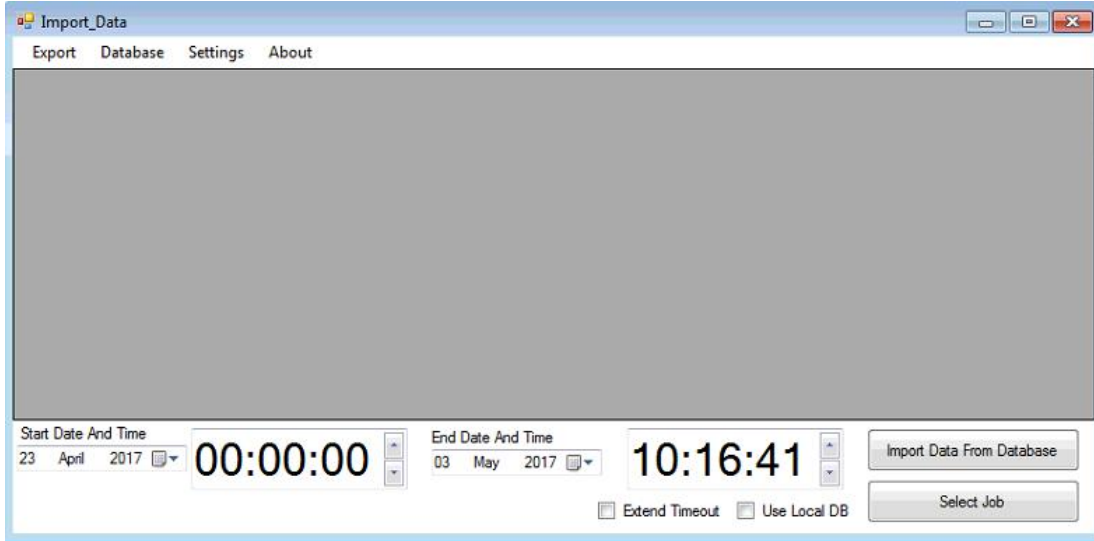 Import_Data
Export Database Settings About
Start Date And Time
23 April 2017
00:00:00
End Date And Time
03 May 2017
10:16:41
Import Data From Database
Extend Timeout Use Local DB
Select Job